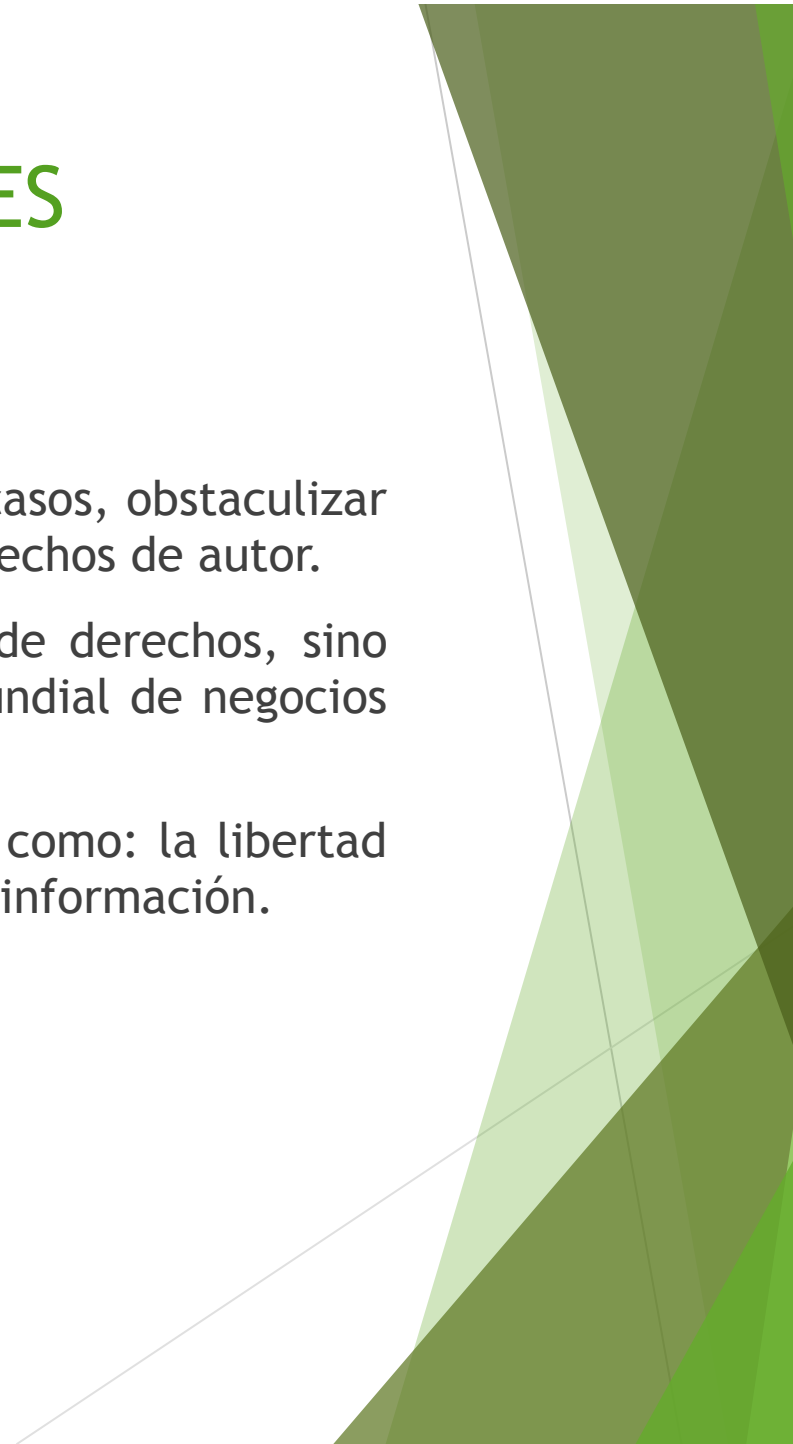 ES
casos, obstaculizar
echos de autor.
de derechos, sino
undial de negocios
como: la libertad
información.